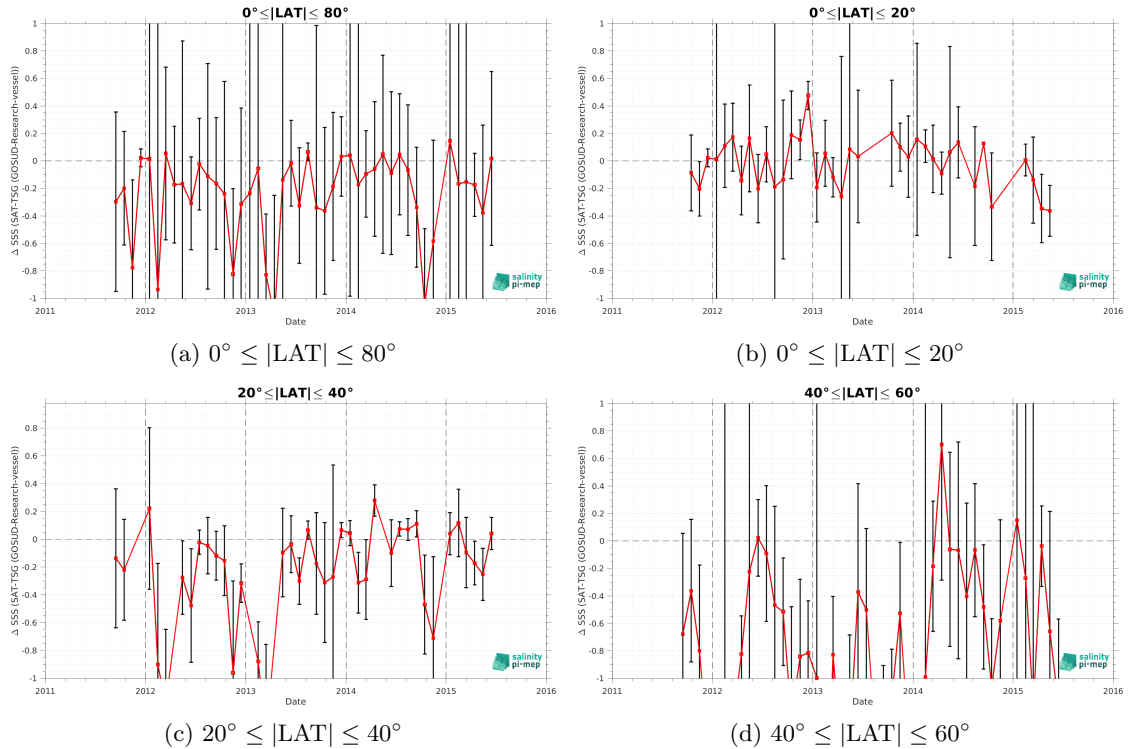 0°≤|LAT|≤ 80°
Δ SSS (SAT-TSG (GOSUD-Research-vessel))
1
0.8
0.6
0.4
0.2
0
-0.2
-0.4
-0.6
-0.8
-1
2011 2012 2013 2014 2015 2016
Date
salinity
pi-mep
(a) 0° ≤ |LAT| ≤ 80°
0°≤|LAT|≤ 20°
Δ SSS (SAT-TSG (GOSUD-Research-vessel))
1
0.8
0.6
0.4
0.2
0
-0.2
-0.4
-0.6
-0.8
-1
2011 2012 2013 2014 2015 2016
Date
salinity
pi-mep
(b) 0° ≤ |LAT| ≤ 20°
20°≤|LAT|≤ 40°
Δ SSS (SAT-TSG (GOSUD-Research-vessel))
0.8
0.6
0.4
0.2
0
-0.2
-0.4
-0.6
-0.8
-1
2011 2012 2013 2014 2015 2016
Date
salinity
pi-mep
(c) 20° ≤ |LAT| ≤ 40°
40°≤|LAT|≤ 60°
Δ SSS (SAT-TSG (GOSUD-Research-vessel))
1
0.8
0.6
0.4
0.2
0
-0.2
-0.4
-0.6
-0.8
-1
2011 2012 2013 2014 2015 2016
Date
salinity
pi-mep
(d) 40° ≤ |LAT| ≤ 60°